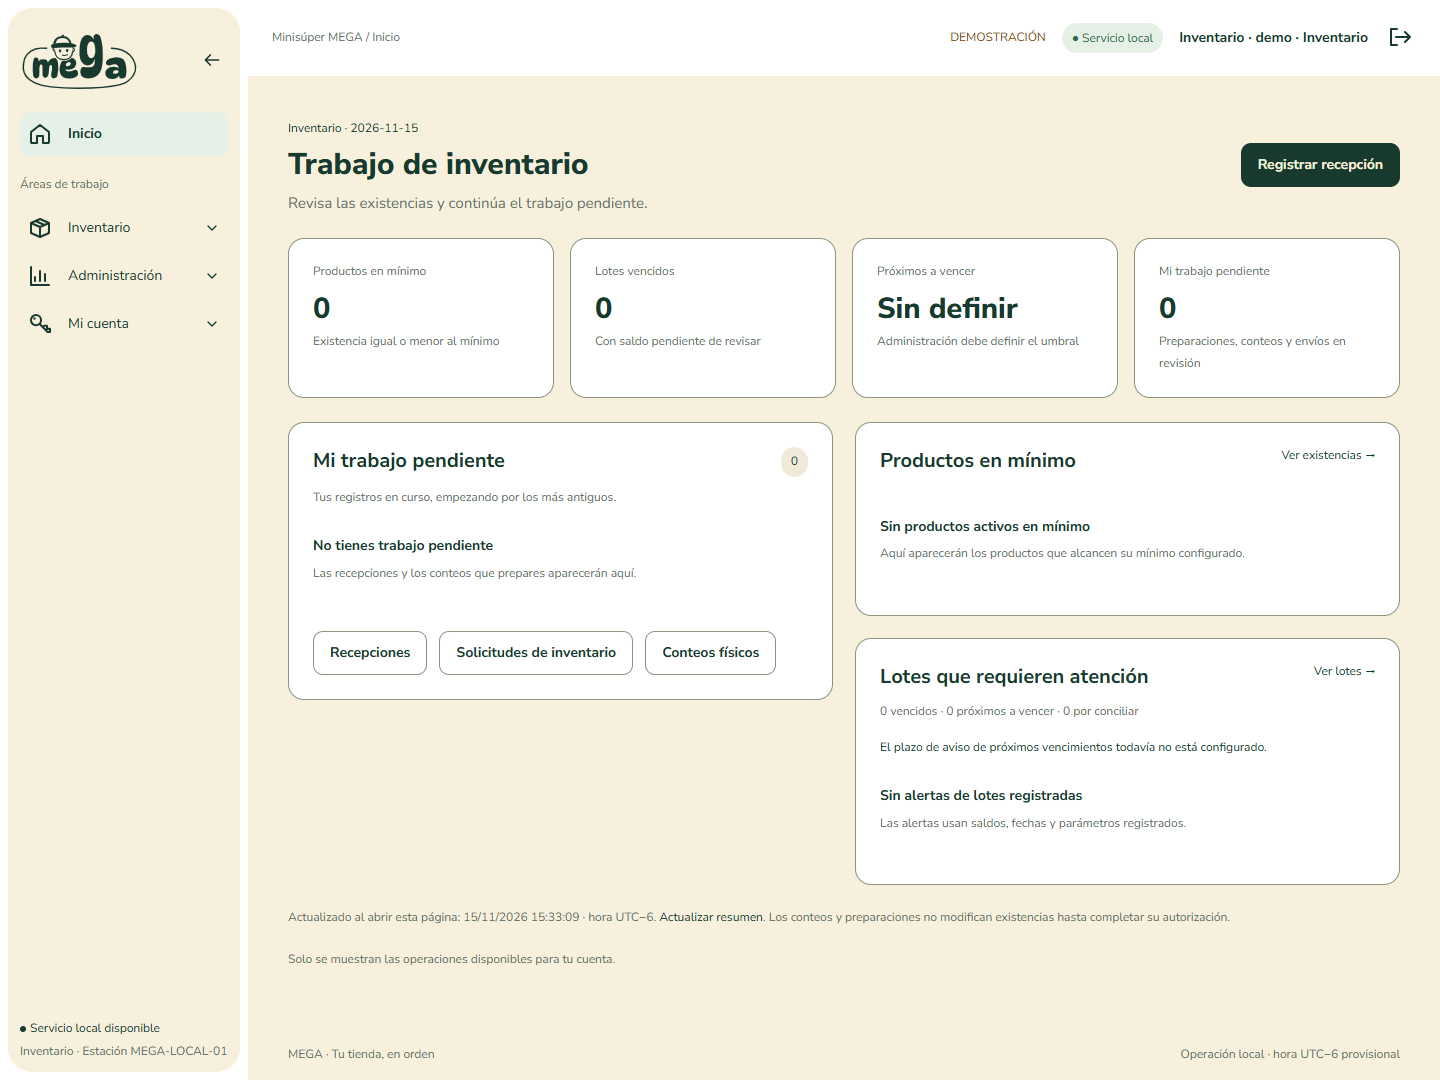 mega
Minisúper MEGA / Inicio
DEMOSTRACIÓN
● Servicio local
Inventario · demo · Inventario
Inicio
Áreas de trabajo
Inventario
Administración
Mi cuenta
● Servicio local disponible
Inventario · Estación MEGA-LOCAL-01
Inventario · 2026-11-15
Trabajo de inventario
Revisa las existencias y continúa el trabajo pendiente.
Registrar recepción
Productos en mínimo
0
Existencia igual o menor al mínimo
Lotes vencidos
0
Con saldo pendiente de revisar
Próximos a vencer
Sin definir
Administración debe definir el umbral
Mi trabajo pendiente
0
Preparaciones, conteos y envíos en
revisión
Mi trabajo pendiente
0
Tus registros en curso, empezando por los más antiguos.
No tienes trabajo pendiente
Las recepciones y los conteos que prepares aparecerán aquí.
Recepciones
Solicitudes de inventario
Conteos físicos
Productos en mínimo
Ver existencias →
Sin productos activos en mínimo
Aquí aparecerán los productos que alcancen su mínimo configurado.
Lotes que requieren atención
Ver lotes →
0 vencidos · 0 próximos a vencer · 0 por conciliar
El plazo de aviso de próximos vencimientos todavía no está configurado.
Sin alertas de lotes registradas
Las alertas usan saldos, fechas y parámetros registrados.
Actualizado al abrir esta página: 15/11/2026 15:33:09 · hora UTC−6. Actualizar resumen. Los conteos y preparaciones no modifican existencias hasta completar su autorización.
Solo se muestran las operaciones disponibles para tu cuenta.
MEGA · Tu tienda, en orden
Operación local · hora UTC−6 provisional